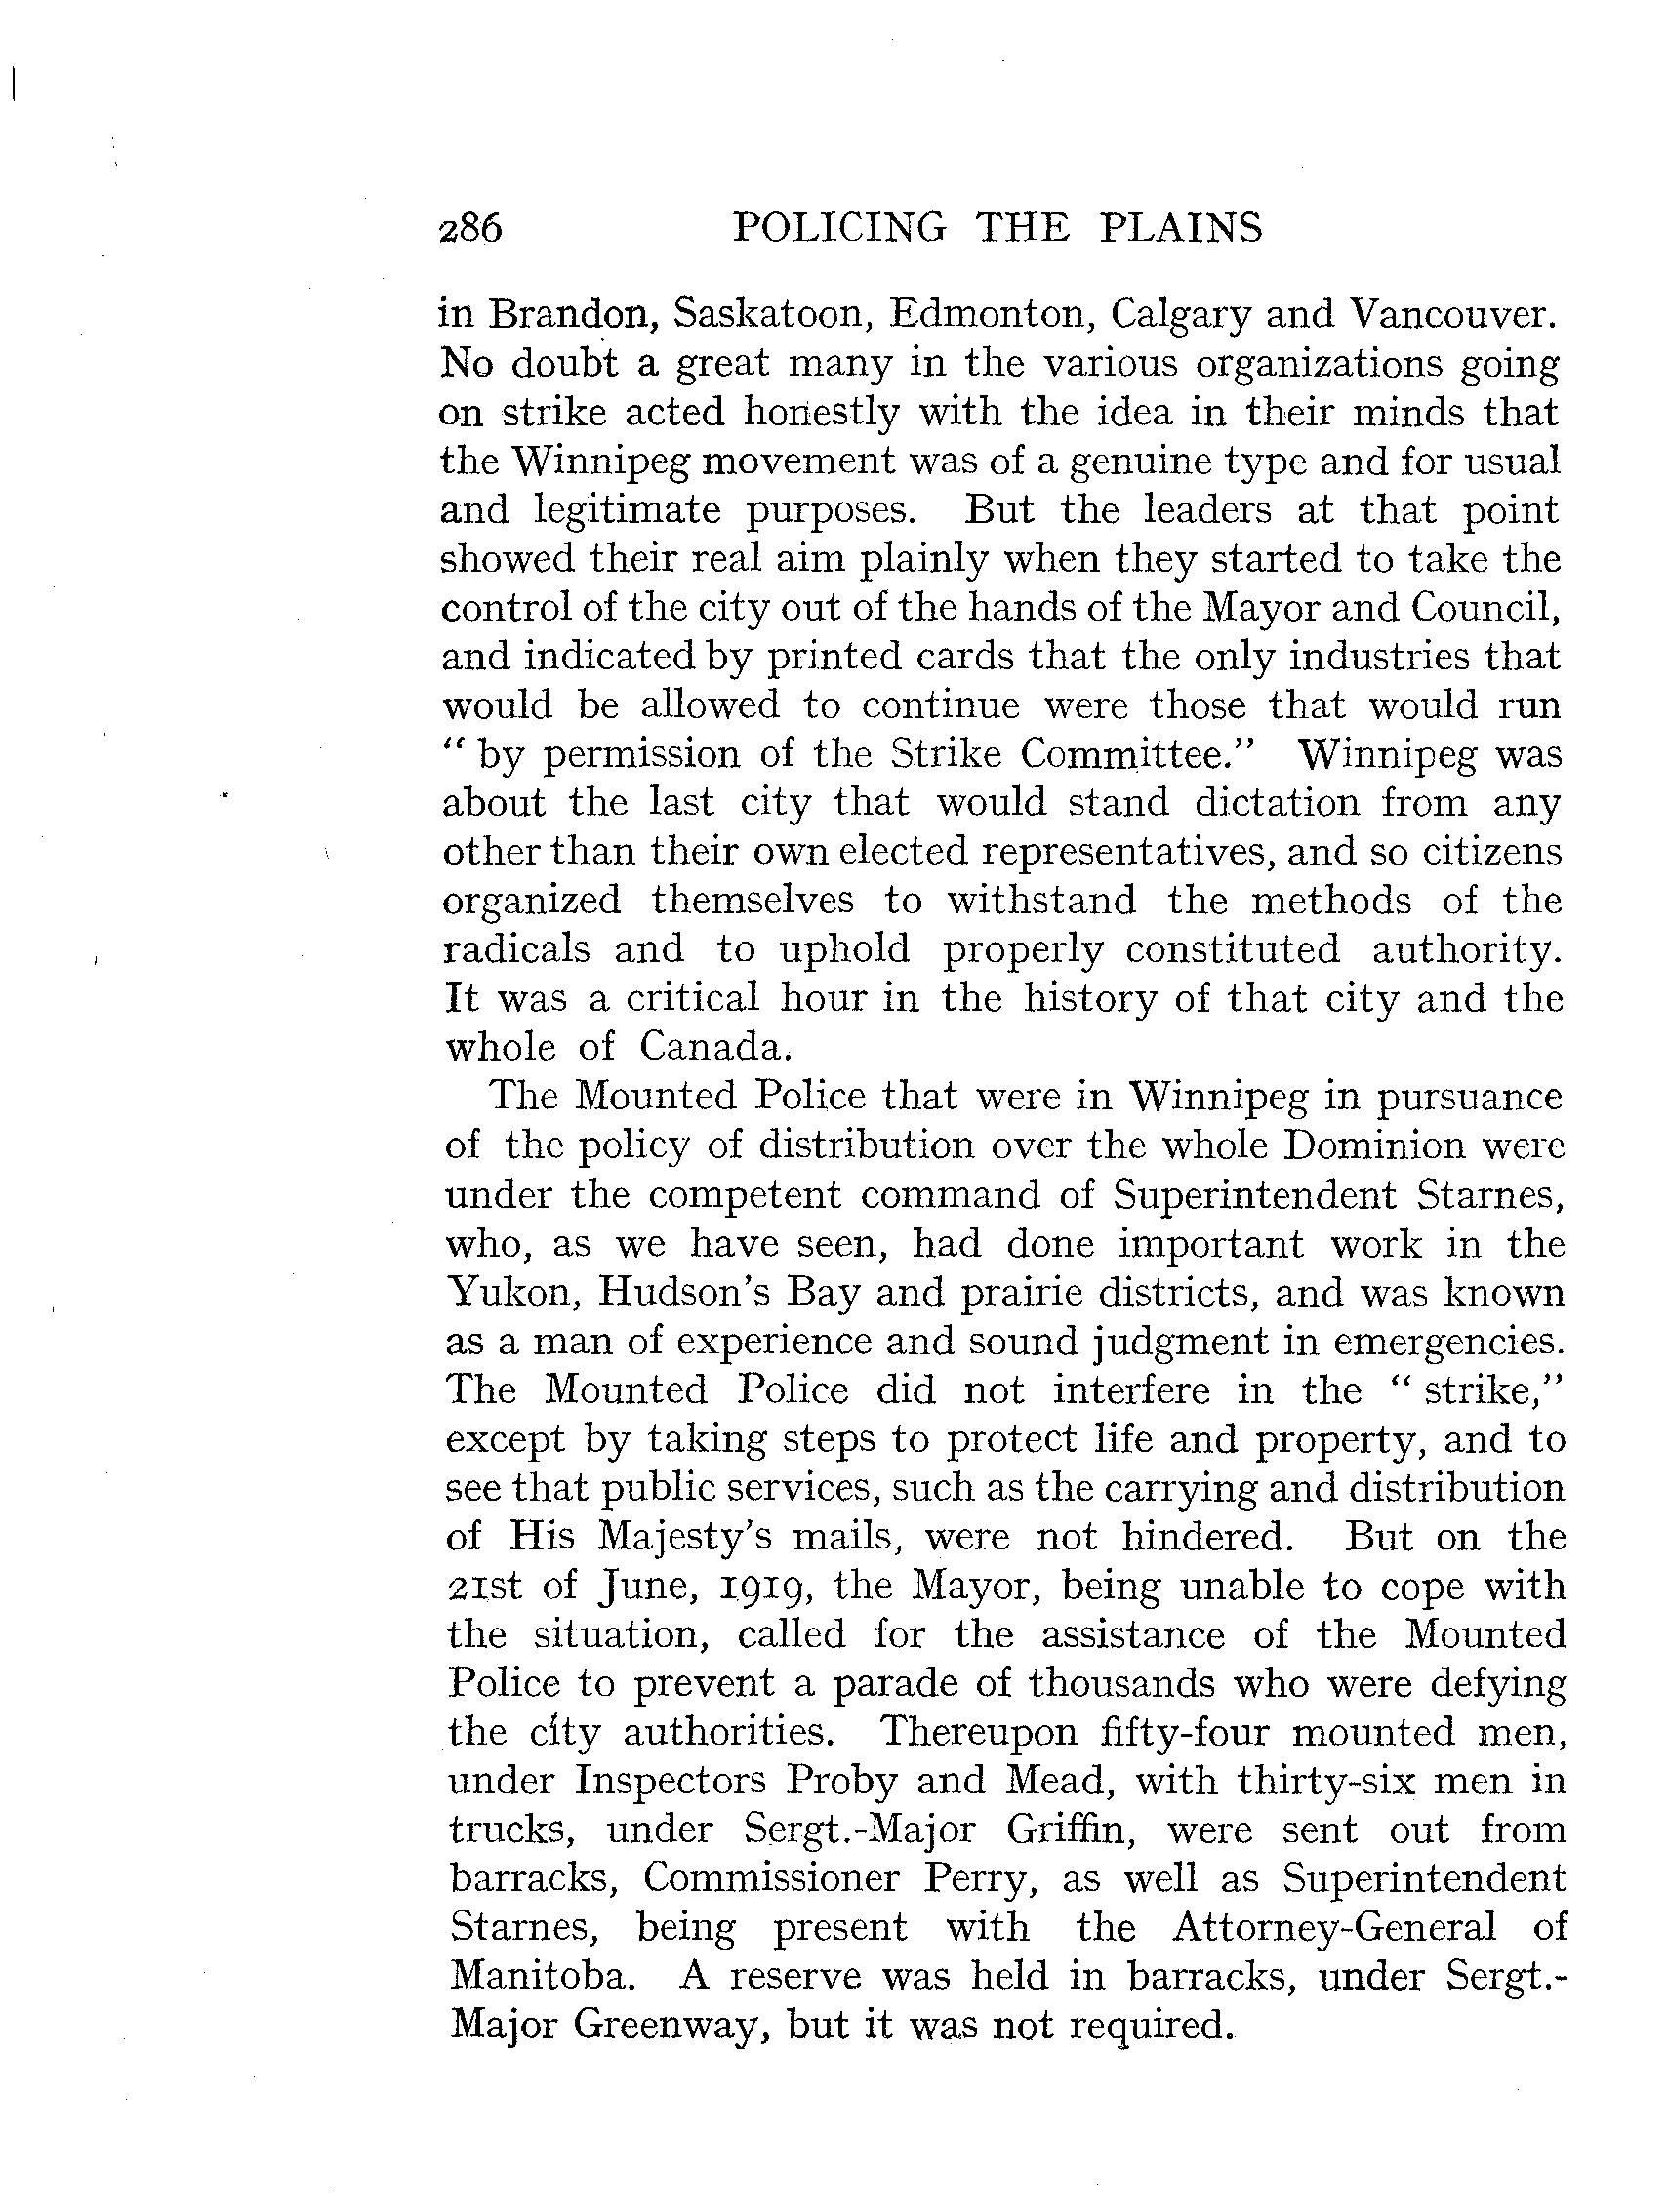 286 POLICING THE PLAINS
in Brandon, Saskatoon, Edmonton, Calgary and Vancouver.
No doubt a great many in the various organizations going
on strike acted honestly with the idea in their minds that
the Winnipeg movement was of a genuine type and for usual
and legitimate purposes. But the leaders at that point
showed their real aim plainly when they started to take the
control of the city out of the hands of the Mayor and Council,
and indicated by printed cards that the only industries that
would be allowed to continue were those that would run
“ by permission of the Strike Committee.” Winnipeg was
about the last city that would stand dictation from any
other than their own elected representatives, and so citizens
organized themselves to withstand the methods of the
radicals and to uphold properly constituted authority.
It was a critical hour in the history of that city and the
whole of Canada.
The Mounted Police that were in Winnipeg in pursuance
of the policy of distribution over the whole Dominion were
under the competent command of Superintendent Starnes,
who, as we have seen, had done important work in the
Yukon, Hudson's Bay and prairie districts, and was known
as a man of experience and sound judgment in emergencies.
The Mounted Police did not interfere in the “ strike,”
except by taking steps to protect life and property, and to
see that public services, such as the carrying and distribution
of His Majesty's mails, were not hindered. But on the
21st of June, 1919, the Mayor, being unable to cope with
the situation, called for the assistance of the Mounted
Police to prevent a parade of thousands who were defying
the city authorities. Thereupon fifty-four mounted men,
under Inspectors Proby and Mead, with thirty-six men in
trucks, under Sergt.-Major Griffin, were sent out from
barracks, Commissioner Perry, as well as Superintendent
Starnes, being present with the Attorney-General of
Manitoba. A reserve was held in barracks, under Sergt.-
Major Greenway, but it was not required.